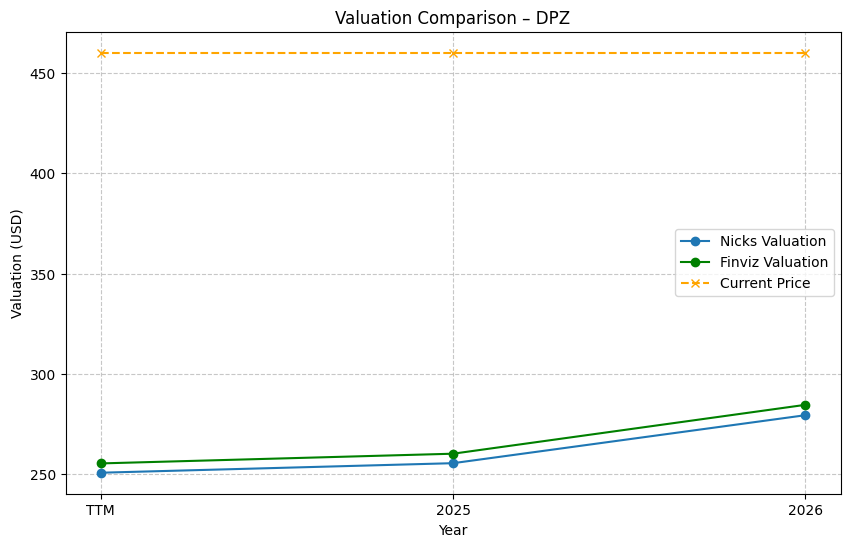 Valuation Comparison – DPZ
Valuation (USD)
450
400
350
300
250
Nicks Valuation
Finviz Valuation
Current Price
TTM
2025
2026
Year